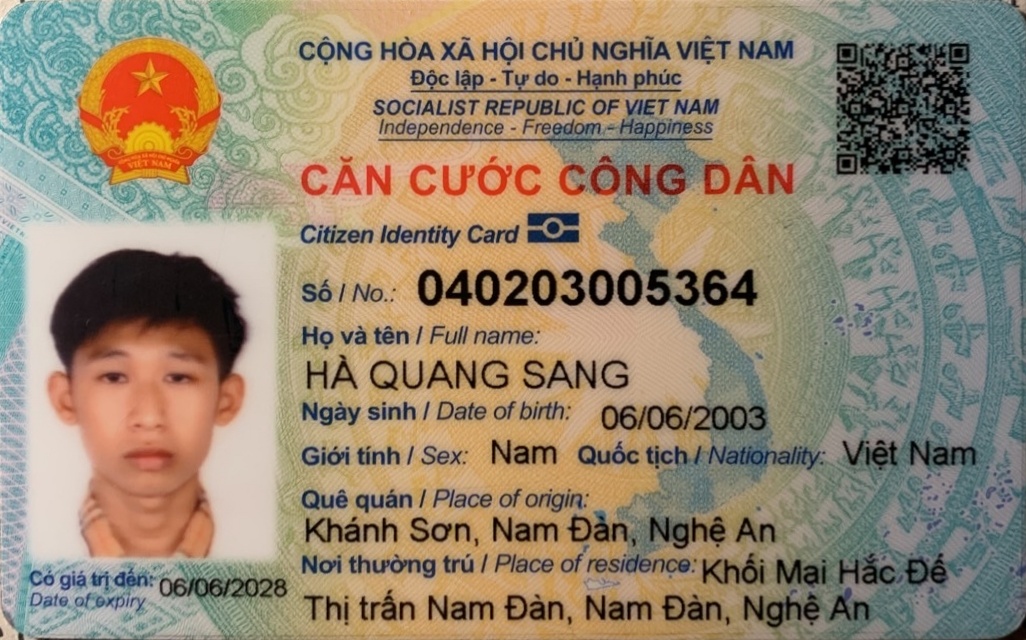 CỘNG HÒA XÃ HỘI CHỦ NGHĨA VIỆT NAM
Độc lập - Tự do - Hạnh phúc
SOCIALIST REPUBLIC OF VIET NAM
Independence - Freedom - Happiness
CĂN CƯỚC CÔNG DÂN
Citizen Identity Card
Số / No.: 040203005364
Họ và tên / Full name:
HÀ QUANG SANG
Ngày sinh / Date of birth: 06/06/2003
Giới tính / Sex: Nam Quốc tịch / Nationality: Việt Nam
Quê quán / Place of origin:
Khánh Sơn, Nam Đàn, Nghệ An
Nơi thường trú / Place of residence: Khối Mại Hắc Đế
Thị trấn Nam Đàn, Nam Đàn, Nghệ An
Có giá trị đến: 06/06/2028
Date of expiry
VIỆT NAM